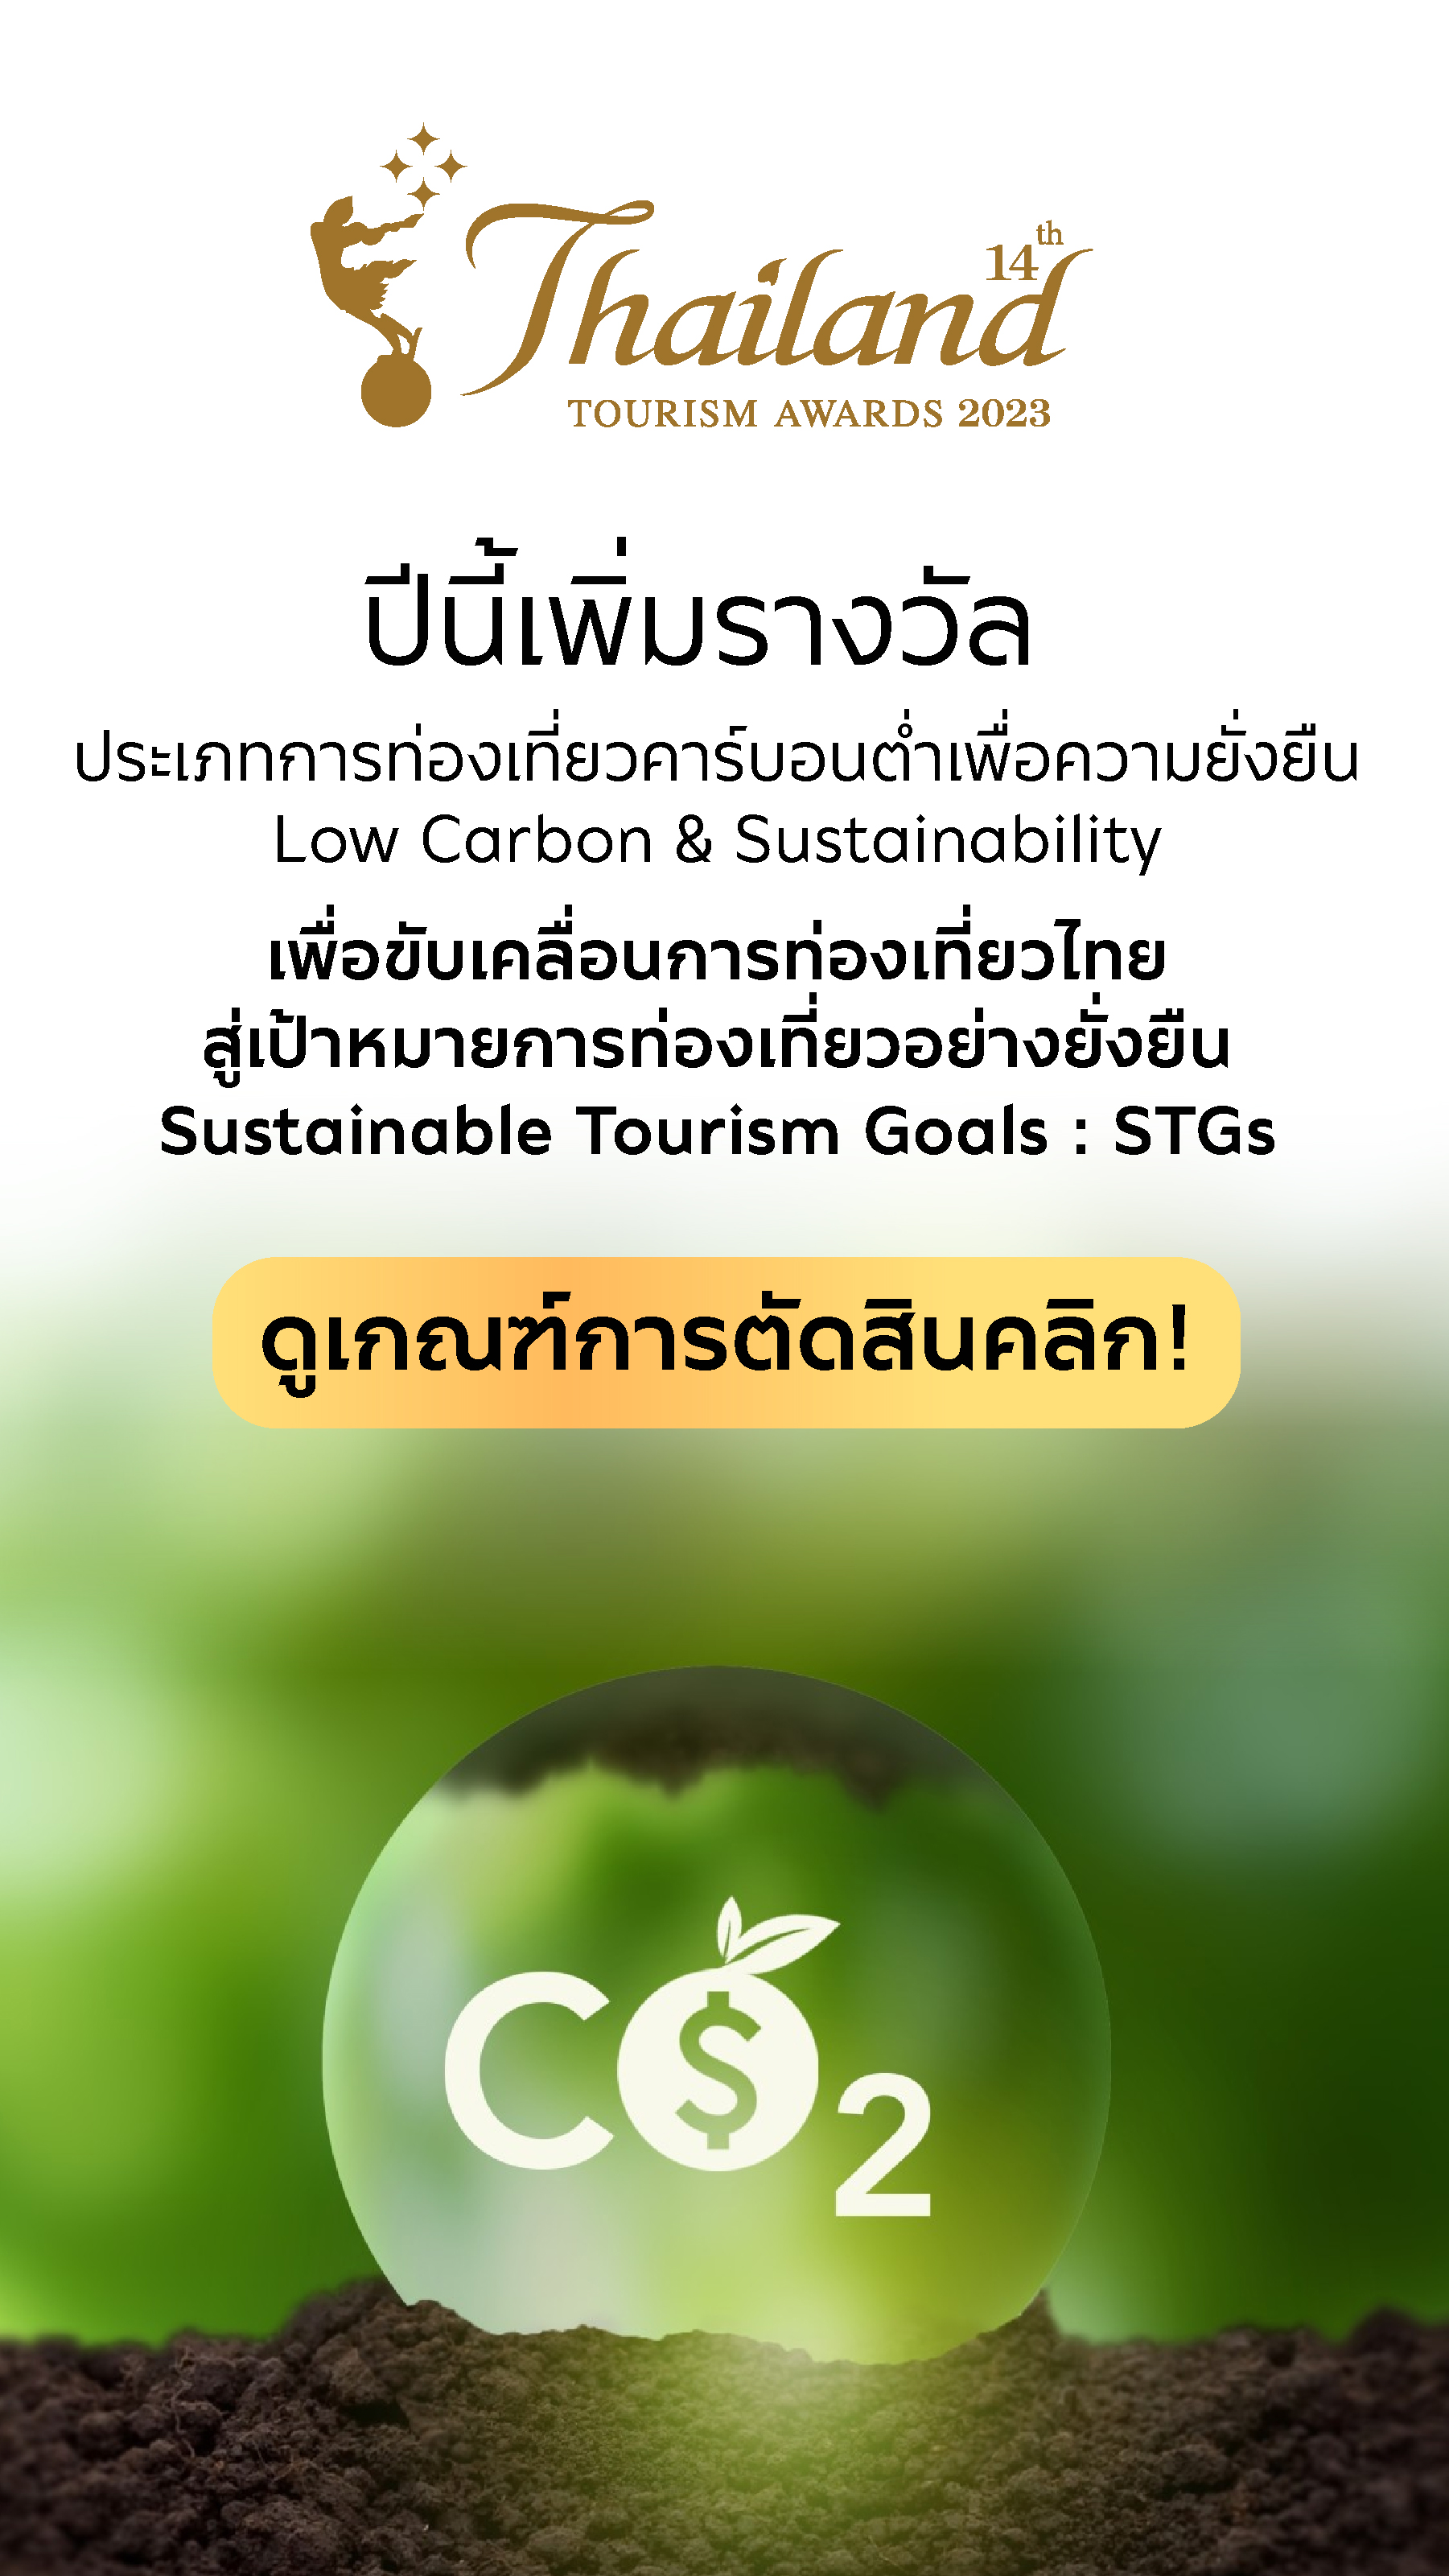 Thailand 14th
TOURISM AWARDS 2023
ปีนี้เพิ่มรางวัล
ประเภทการท่องเที่ยวคาร์บอนต่ำเพื่อความยั่งยืน
Low Carbon & Sustainability
เพื่อขับเคลื่อนการท่องเที่ยวไทย
สู่เป้าหมายการท่องเที่ยวอย่างยั่งยืน
Sustainable Tourism Goals : STGs
ดูเกณฑ์การตัดสินคลิก!
CO$2